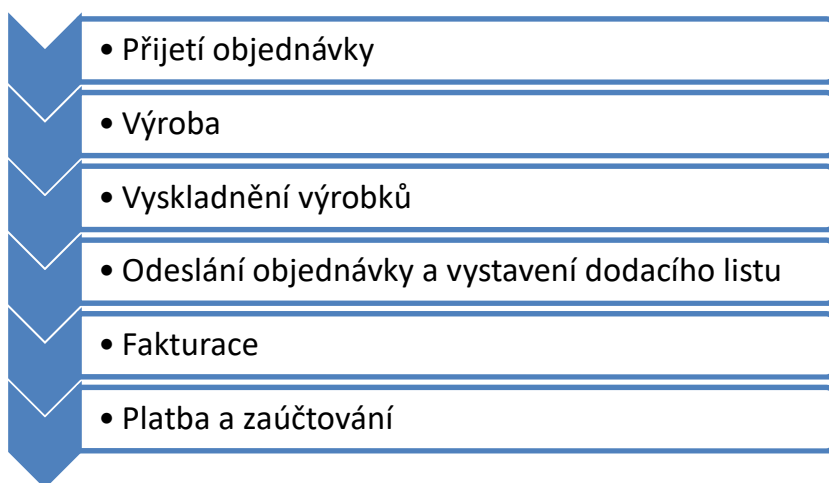 • Přijetí objednávky
• Výroba
• Vyskladnění výrobků
• Odeslání objednávky a vystavení dodacího listu
• Fakturace
• Platba a zaúčtování